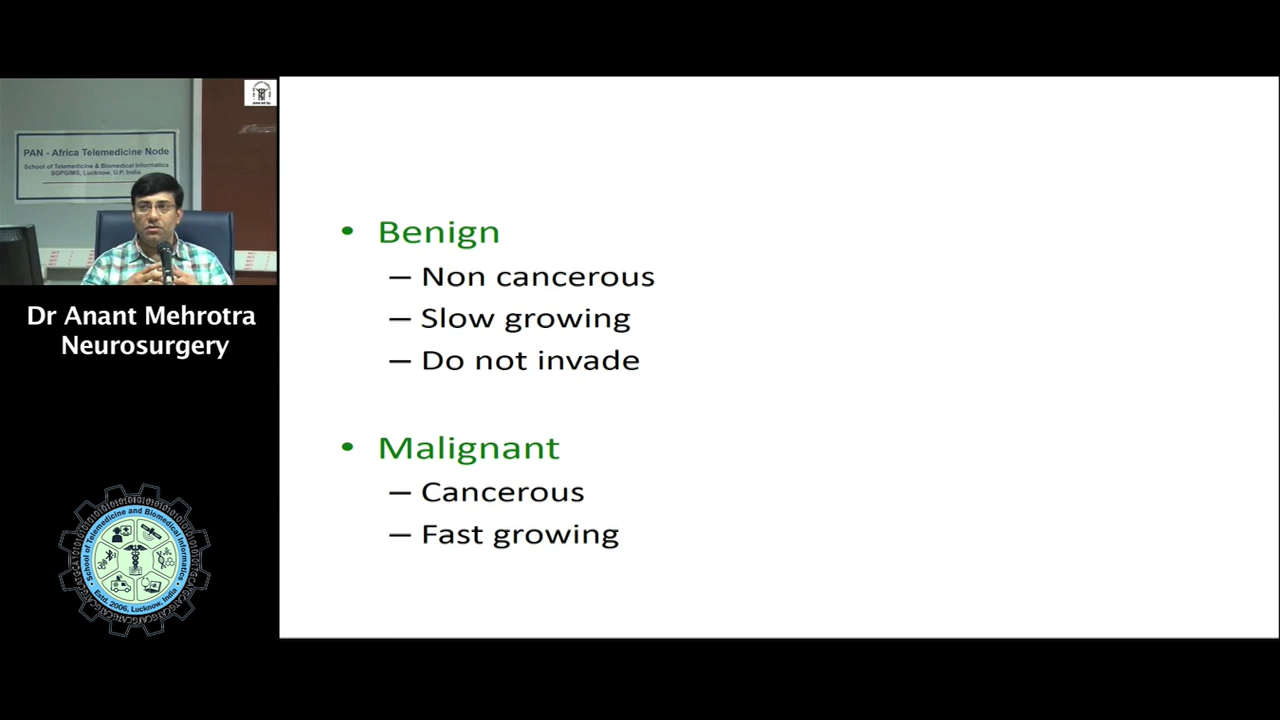 PAN - Africa Telemedicine Node
School of Telemedicine & Biomedical Informatics
SGPGIMS, Lucknow, U.P, India.
Dr Anant Mehrotra
Neurosurgery
School of Telemedicine and Biomedical Informatics
Estd. 2006, Lucknow, India
• Benign
– Non cancerous
– Slow growing
– Do not invade
• Malignant
– Cancerous
– Fast growing